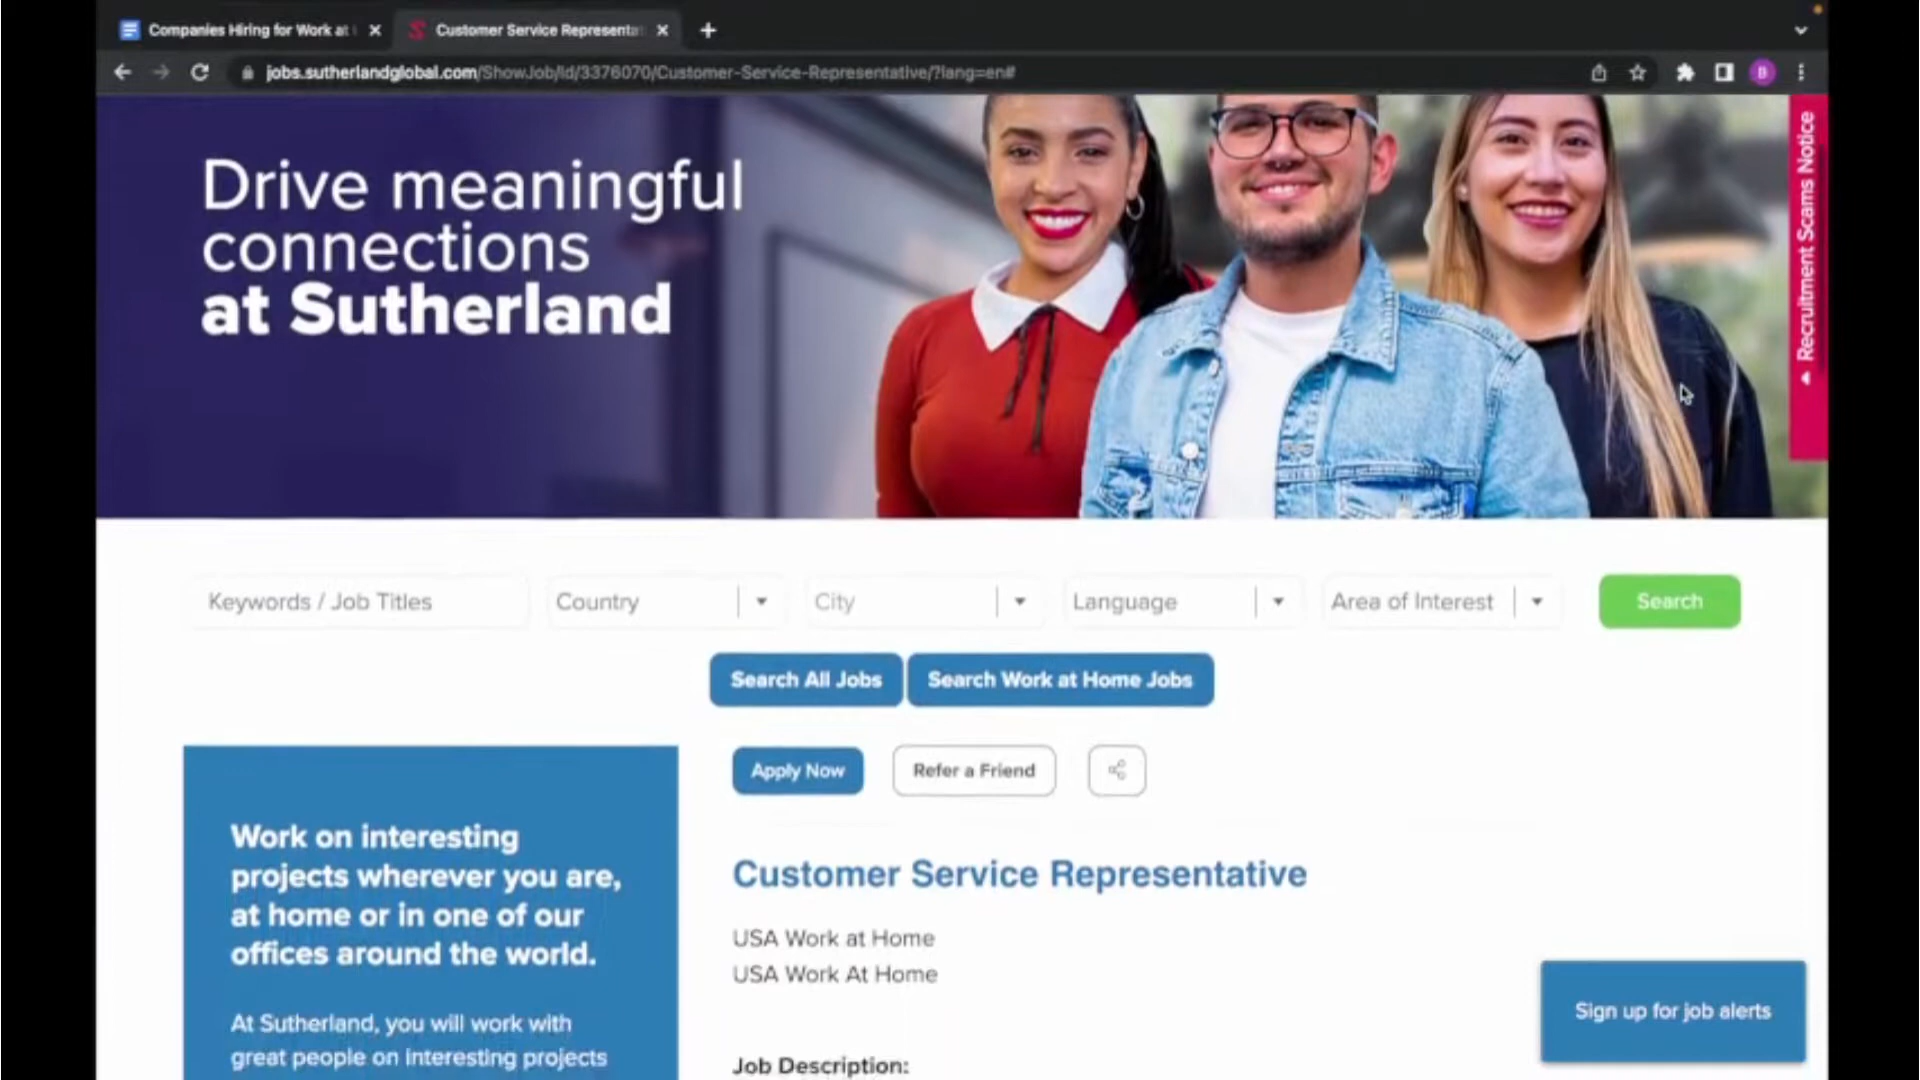 Companies Hiring for Work at
Customer Service Representa
jobs.sutherlandglobal.com/ShowJob/Id/3376070/Customer-Service-Representative/?lang=en#
B
Drive meaningful
connections
at Sutherland
Recruitment Scams Notice
Keywords / Job Titles
Country
City
Language
Area of Interest
Search
Search All Jobs
Search Work at Home Jobs
Apply Now
Refer a Friend
Work on interesting
projects wherever you are,
at home or in one of our
offices around the world.
At Sutherland, you will work with
great people on interesting projects
Customer Service Representative
USA Work at Home
USA Work At Home
Job Description:
Sign up for job alerts